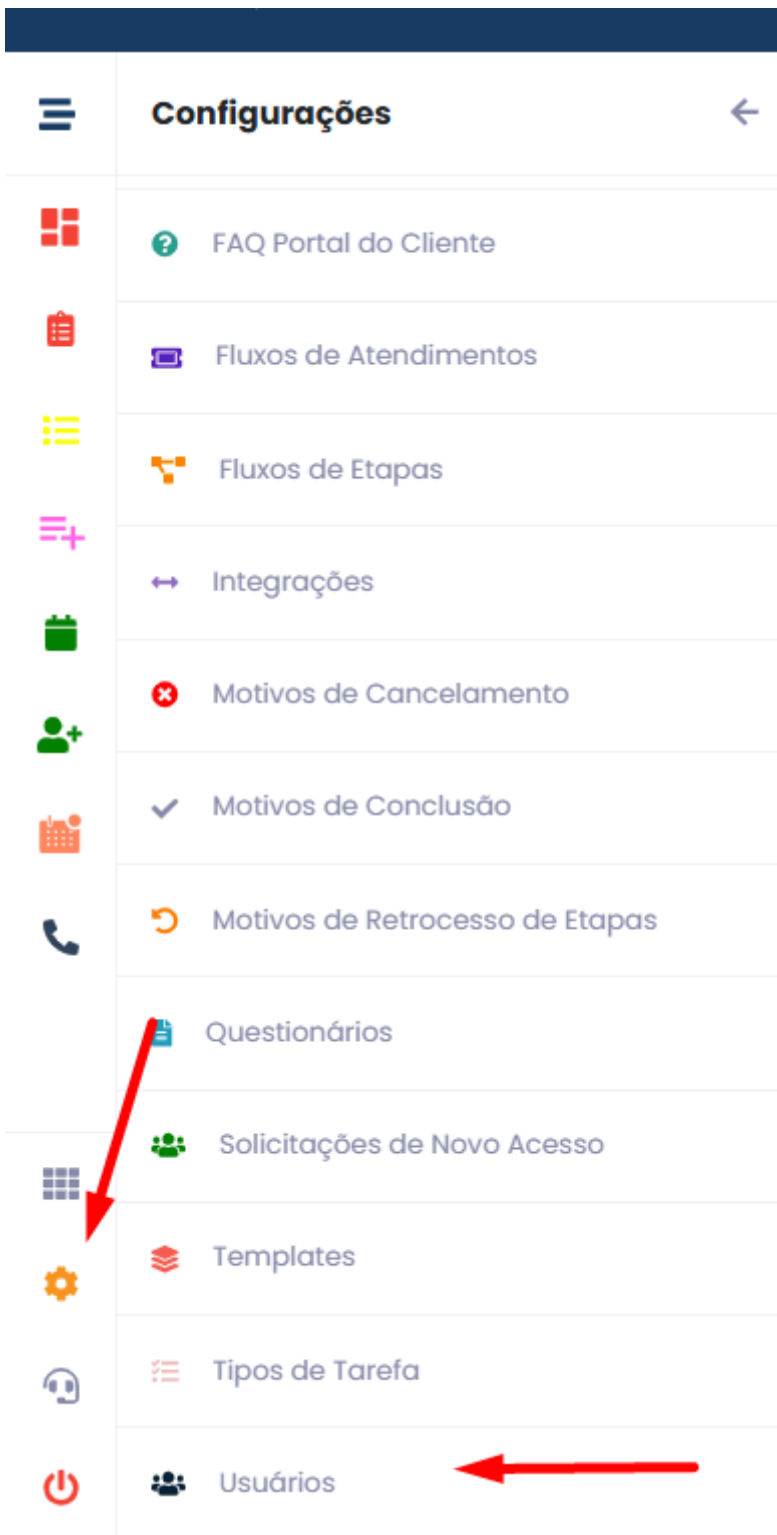 Configurações
FAQ Portal do Cliente
Fluxos de Atendimentos
Fluxos de Etapas
Integrações
Motivos de Cancelamento
Motivos de Conclusão
Motivos de Retrocesso de Etapas
Questionários
Solicitações de Novo Acesso
Templates
Tipos de Tarefa
Usuários